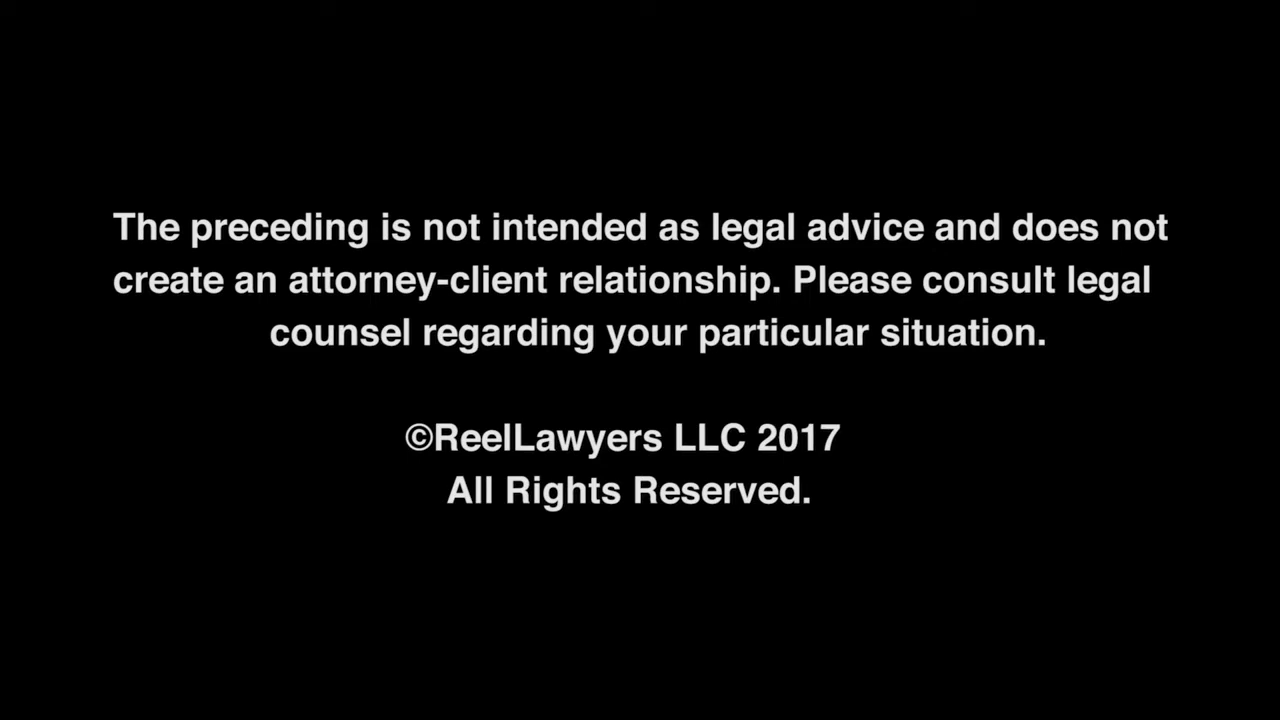 The preceding is not intended as legal advice and does not
create an attorney-client relationship. Please consult legal
counsel regarding your particular situation.
©ReelLawyers LLC 2017
All Rights Reserved.